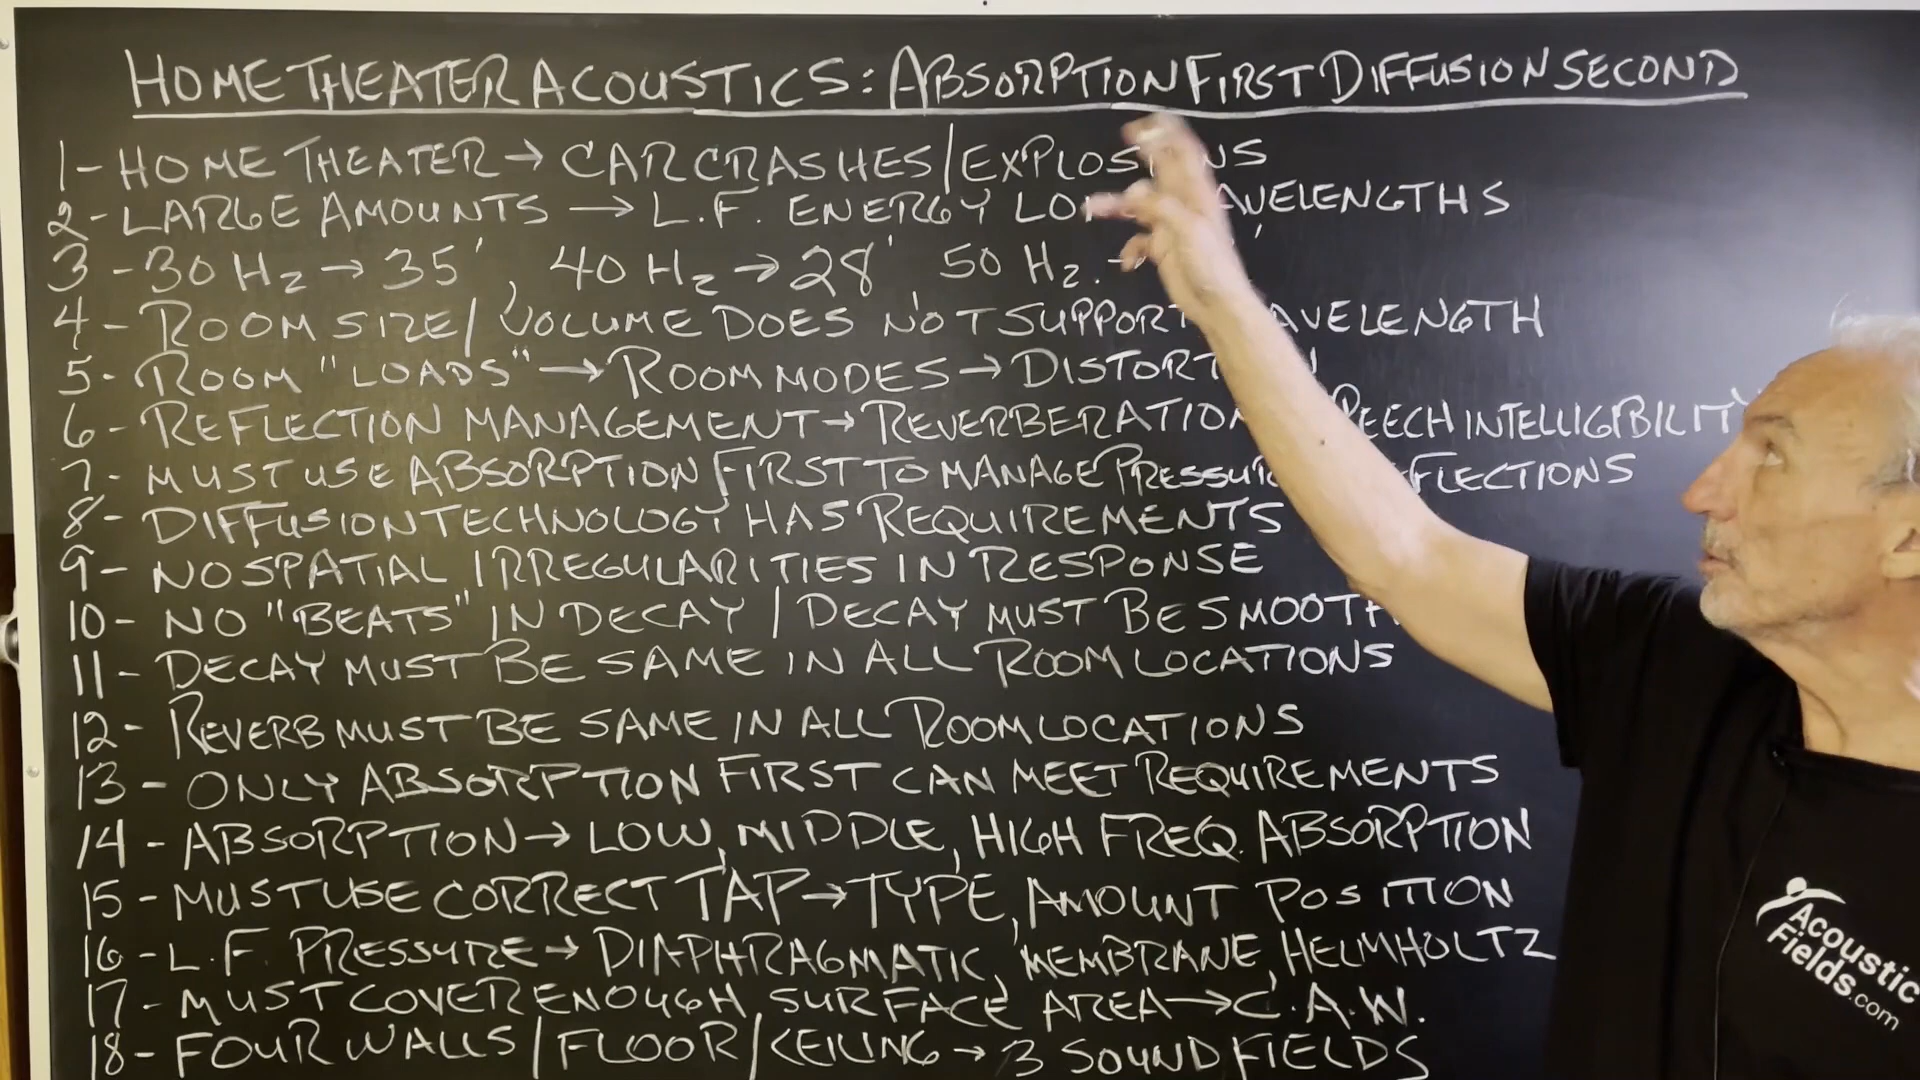 HOME THEATER ACOUSTICS: ABSORPTION FIRST DIFFUSION SECOND
1- HOME THEATER → CAR CRASHES/EXPLOSIONS
2- LARGE AMOUNTS → L.F. ENERGY WAVELENGTHS
3- 30 Hz → 35', 40 Hz → 28' 50 Hz. →
4- ROOM SIZE/VOLUME DOES NOT SUPPORT WAVELENGTH
5- ROOM "LOADS" → ROOM MODES → DISTORTION
6- REFLECTION MANAGEMENT → REVERBERATION SPEECH INTELLIGIBILITY
7- MUST USE ABSORPTION FIRST TO MANAGE PRESSURE REFLECTIONS
8- DIFFUSION TECHNOLOGY HAS REQUIREMENTS
9- NO SPATIAL IRREGULARITIES IN RESPONSE
10- NO "BEATS" IN DECAY / DECAY MUST BE SMOOTH
11- DECAY MUST BE SAME IN ALL ROOM LOCATIONS
12- REVERB MUST BE SAME IN ALL ROOM LOCATIONS
13- ONLY ABSORPTION FIRST CAN MEET REQUIREMENTS
14- ABSORPTION → LOW, MIDDLE, HIGH FREQ. ABSORPTION
15- MUST USE CORRECT TAP → TYPE, AMOUNT POSITION
16- L.F. PRESSURE → DIAPHRAGMATIC, MEMBRANE, HELMHOLTZ
17- MUST COVER ENOUGH SURFACE AREA → C.A.W.
18- FOUR WALLS/FLOOR/CEILING → 3 SOUND FIELDS
Acoustic
Fields.com